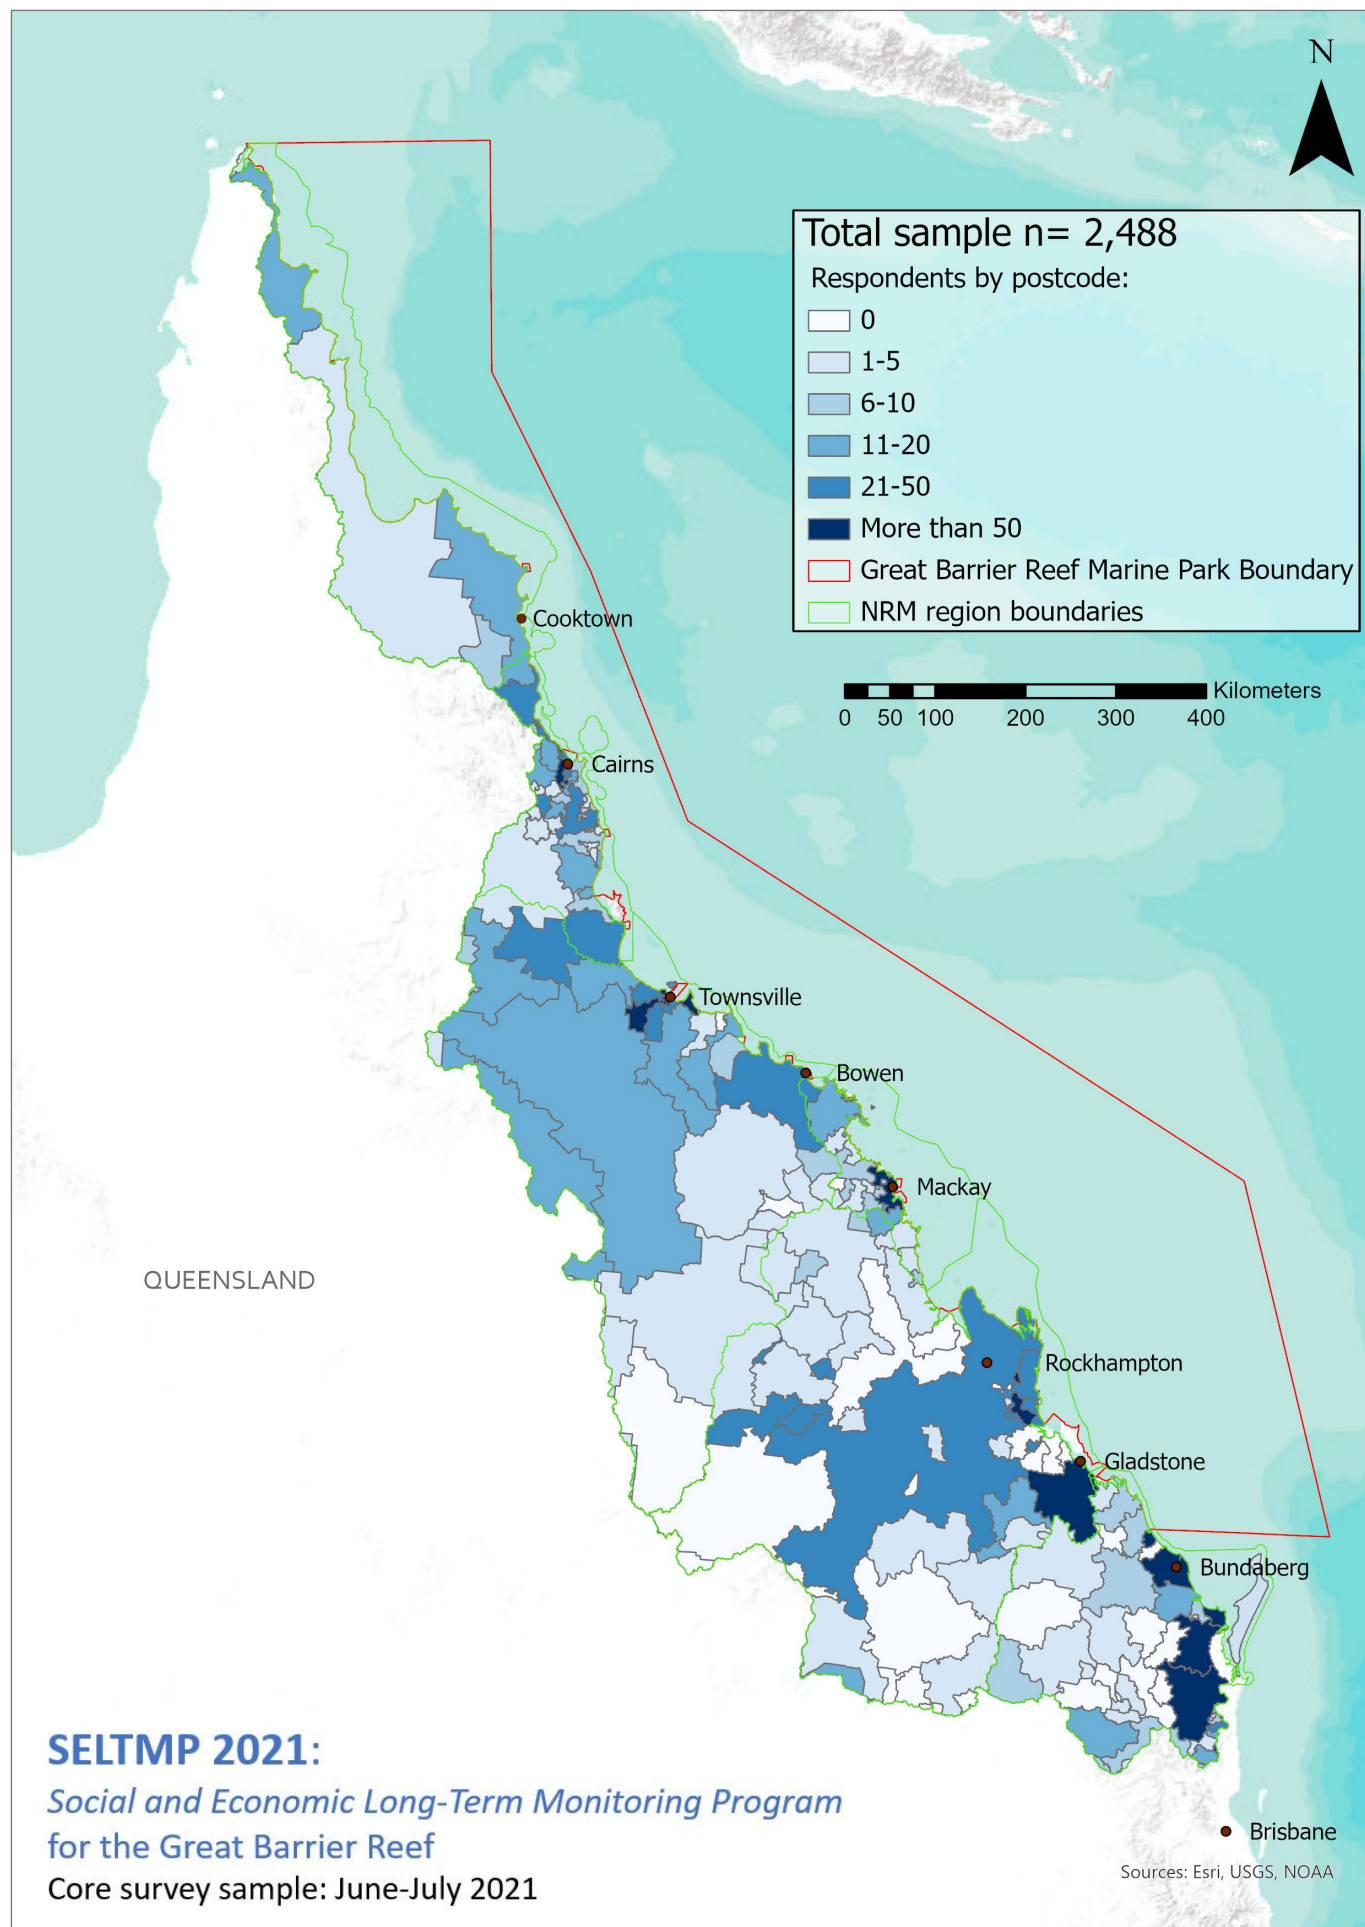 N
Total sample n= 2,488
Respondents by postcode:
0
1-5
6-10
11-20
21-50
More than 50
Great Barrier Reef Marine Park Boundary
NRM region boundaries
Kilometers
0 50 100 200 300 400
Cooktown
Cairns
Townsville
Bowen
Mackay
QUEENSLAND
Rockhampton
Gladstone
Bundaberg
Brisbane
SELTMP 2021:
Social and Economic Long-Term Monitoring Program
for the Great Barrier Reef
Core survey sample: June-July 2021
Sources: Esri, USGS, NOAA